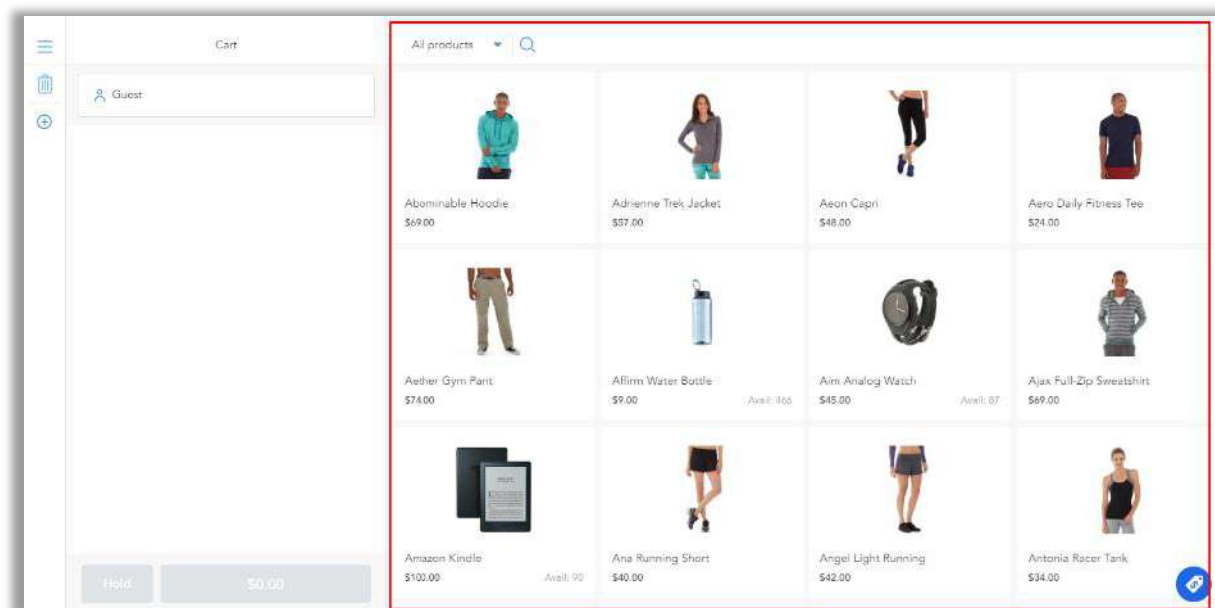 Cart
All products
Guest
Abominable Hoodie
$69.00
Adrienne Trek Jacket
$57.00
Aeon Capri
$48.00
Aero Daily Fitness Tee
$24.00
Aether Gym Pant
$74.00
Affirm Water Bottle
$9.00 Avail: 466
Aim Analog Watch
$45.00 Avail: 87
Ajax Full-Zip Sweatshirt
$69.00
Amazon Kindle
$100.00 Avail: 90
Ana Running Short
$40.00
Angel Light Running
$42.00
Antonia Racer Tank
$34.00
Hold $0.00